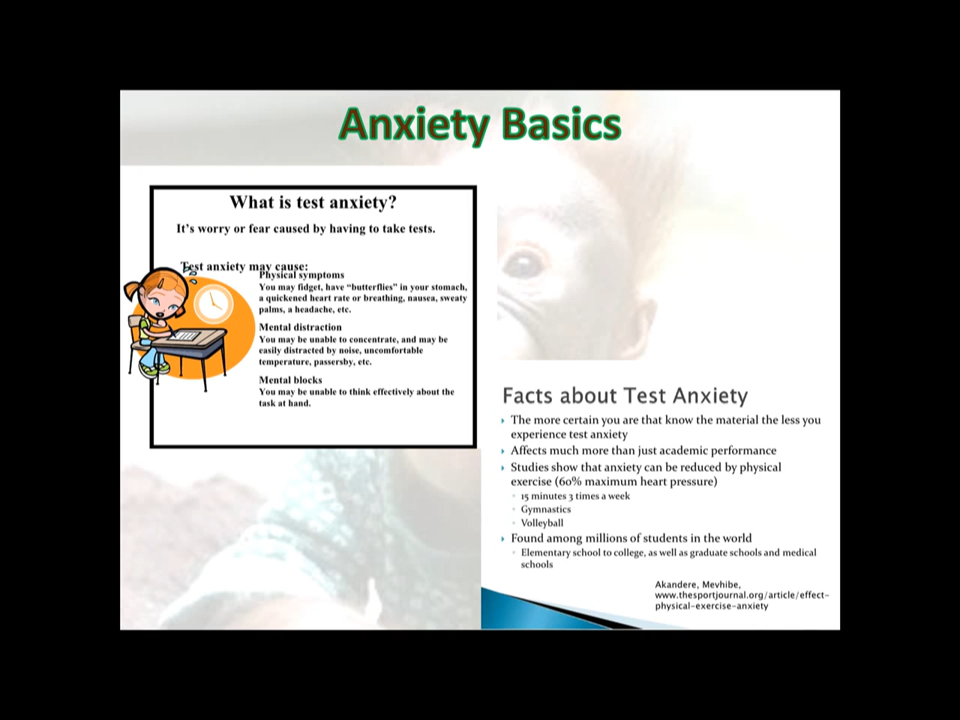 Anxiety Basics
What is test anxiety?
It's worry or fear caused by having to take tests.
Test anxiety may cause:
Physical symptoms
You may fidget, have “butterflies” in your stomach,
a quickened heart rate or breathing, nausea, sweaty
palms, a headache, etc.
Mental distraction
You may be unable to concentrate, and may be
easily distracted by noise, uncomfortable
temperature, passersby, etc.
Mental blocks
You may be unable to think effectively about the
task at hand.
Facts about Test Anxiety
The more certain you are that know the material the less you
experience test anxiety
Affects much more than just academic performance
Studies show that anxiety can be reduced by physical
exercise (60% maximum heart pressure)
15 minutes 3 times a week
Gymnastics
Volleyball
Found among millions of students in the world
Elementary school to college, as well as graduate schools and medical
schools
Akandere, Mevhibe,
www.thesportjournal.org/article/effect-
physical-exercise-anxiety